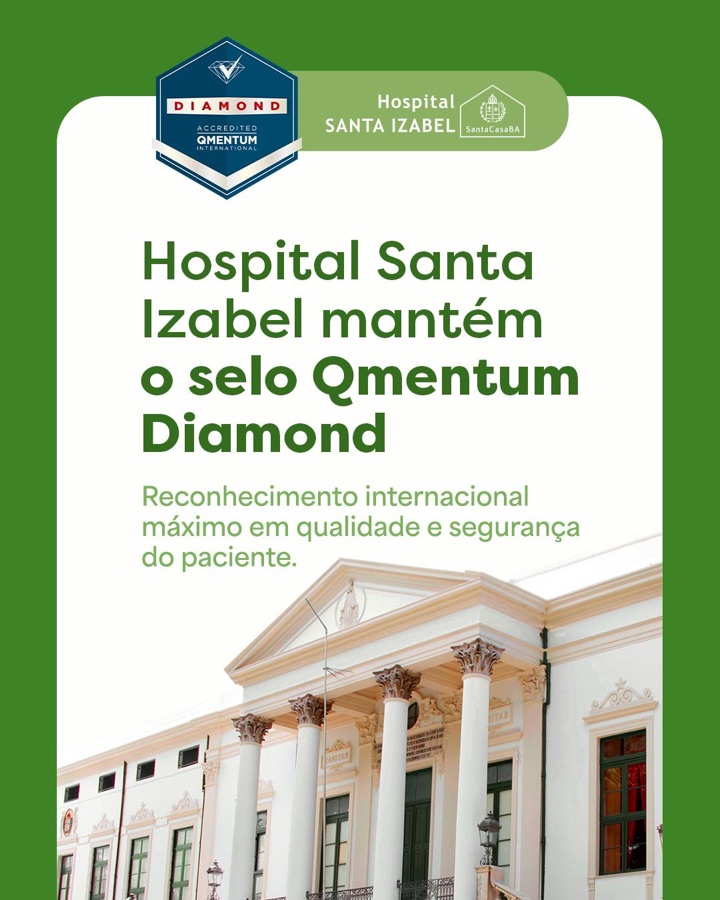 DIAMOND
ACCREDITED
QMENTUM
INTERNATIONAL
Hospital
SANTA IZABEL
SantaCasaBA
Hospital Santa
Izabel mantém
o selo Qmentum
Diamond
Reconhecimento internacional
máximo em qualidade e segurança
do paciente.